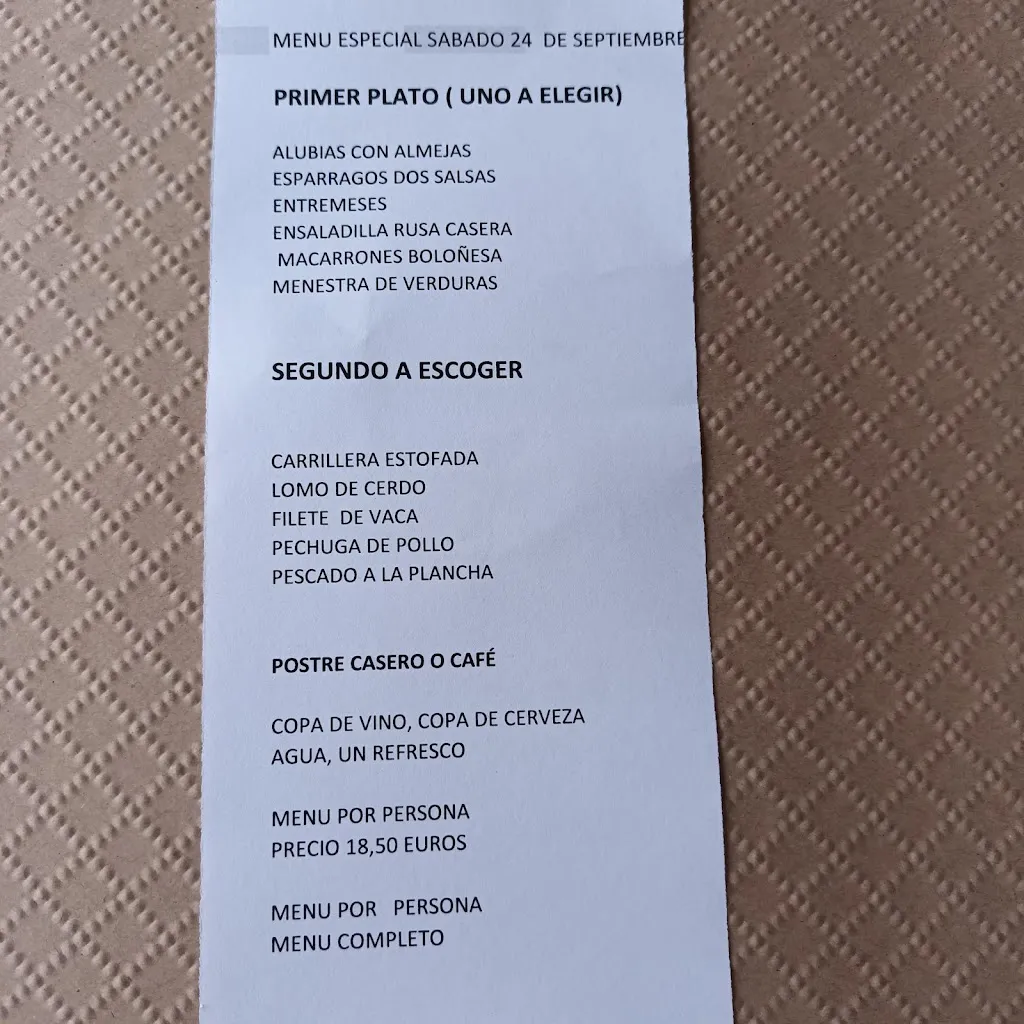 MENU ESPECIAL SABADO 24 DE SEPTIEMBRE
PRIMER PLATO ( UNO A ELEGIR)
ALUBIAS CON ALMEJAS
ESPARRAGOS DOS SALSAS
ENTREMESES
ENSALADILLA RUSA CASERA
MACARRONES BOLOÑESA
MENESTRA DE VERDURAS
SEGUNDO A ESCOGER
CARRILLERA ESTOFADA
LOMO DE CERDO
FILETE DE VACA
PECHUGA DE POLLO
PESCADO A LA PLANCHA
POSTRE CASERO O CAFÉ
COPA DE VINO, COPA DE CERVEZA
AGUA, UN REFRESCO
MENU POR PERSONA
PRECIO 18,50 EUROS
MENU POR PERSONA
MENU COMPLETO